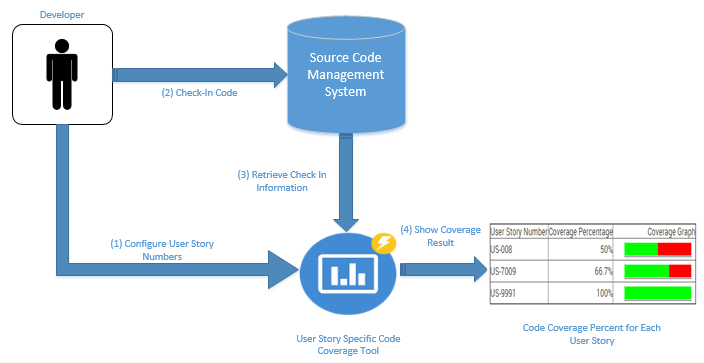 Developer
Source Code
Management
System
(2) Check-In Code
(3) Retrieve Check In
Information
(1) Configure User Story
Numbers
(4) Show Coverage
Result
User Story Number Coverage Percentage Coverage Graph
US-008 50%
US-7009 66.7%
US-9991 100%
User Story Specific Code
Coverage Tool
Code Coverage Percent for Each
User Story